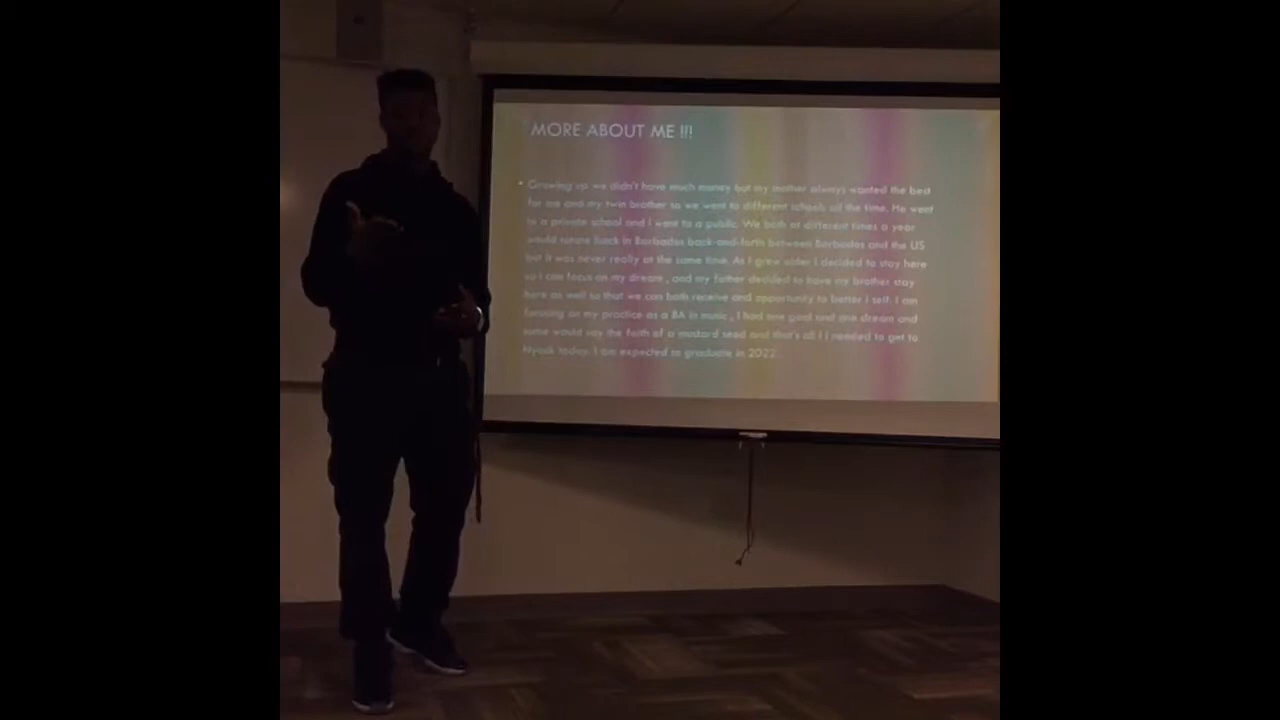 MORE ABOUT ME !!!
• Growing up we didn't have much money but my mother always wanted the best
for me and my twin brother so we went to different schools all the time. He went
to a private school and I went to a public. We both at different times a year
would rotate back in Barbados back-and-forth between Barbados and the US
but it was never really at the same time. As I grew older I decided to stay here
so I can focus on my dream , and my father decided to have my brother stay
here as well so that we can both receive and opportunity to better i self. I am
focusing on my practice as a BA in music , I had one goal and one dream and
some would say the faith of a mustard seed and that's all I i needed to get to
Nyack today. I am expected to graduate in 2022